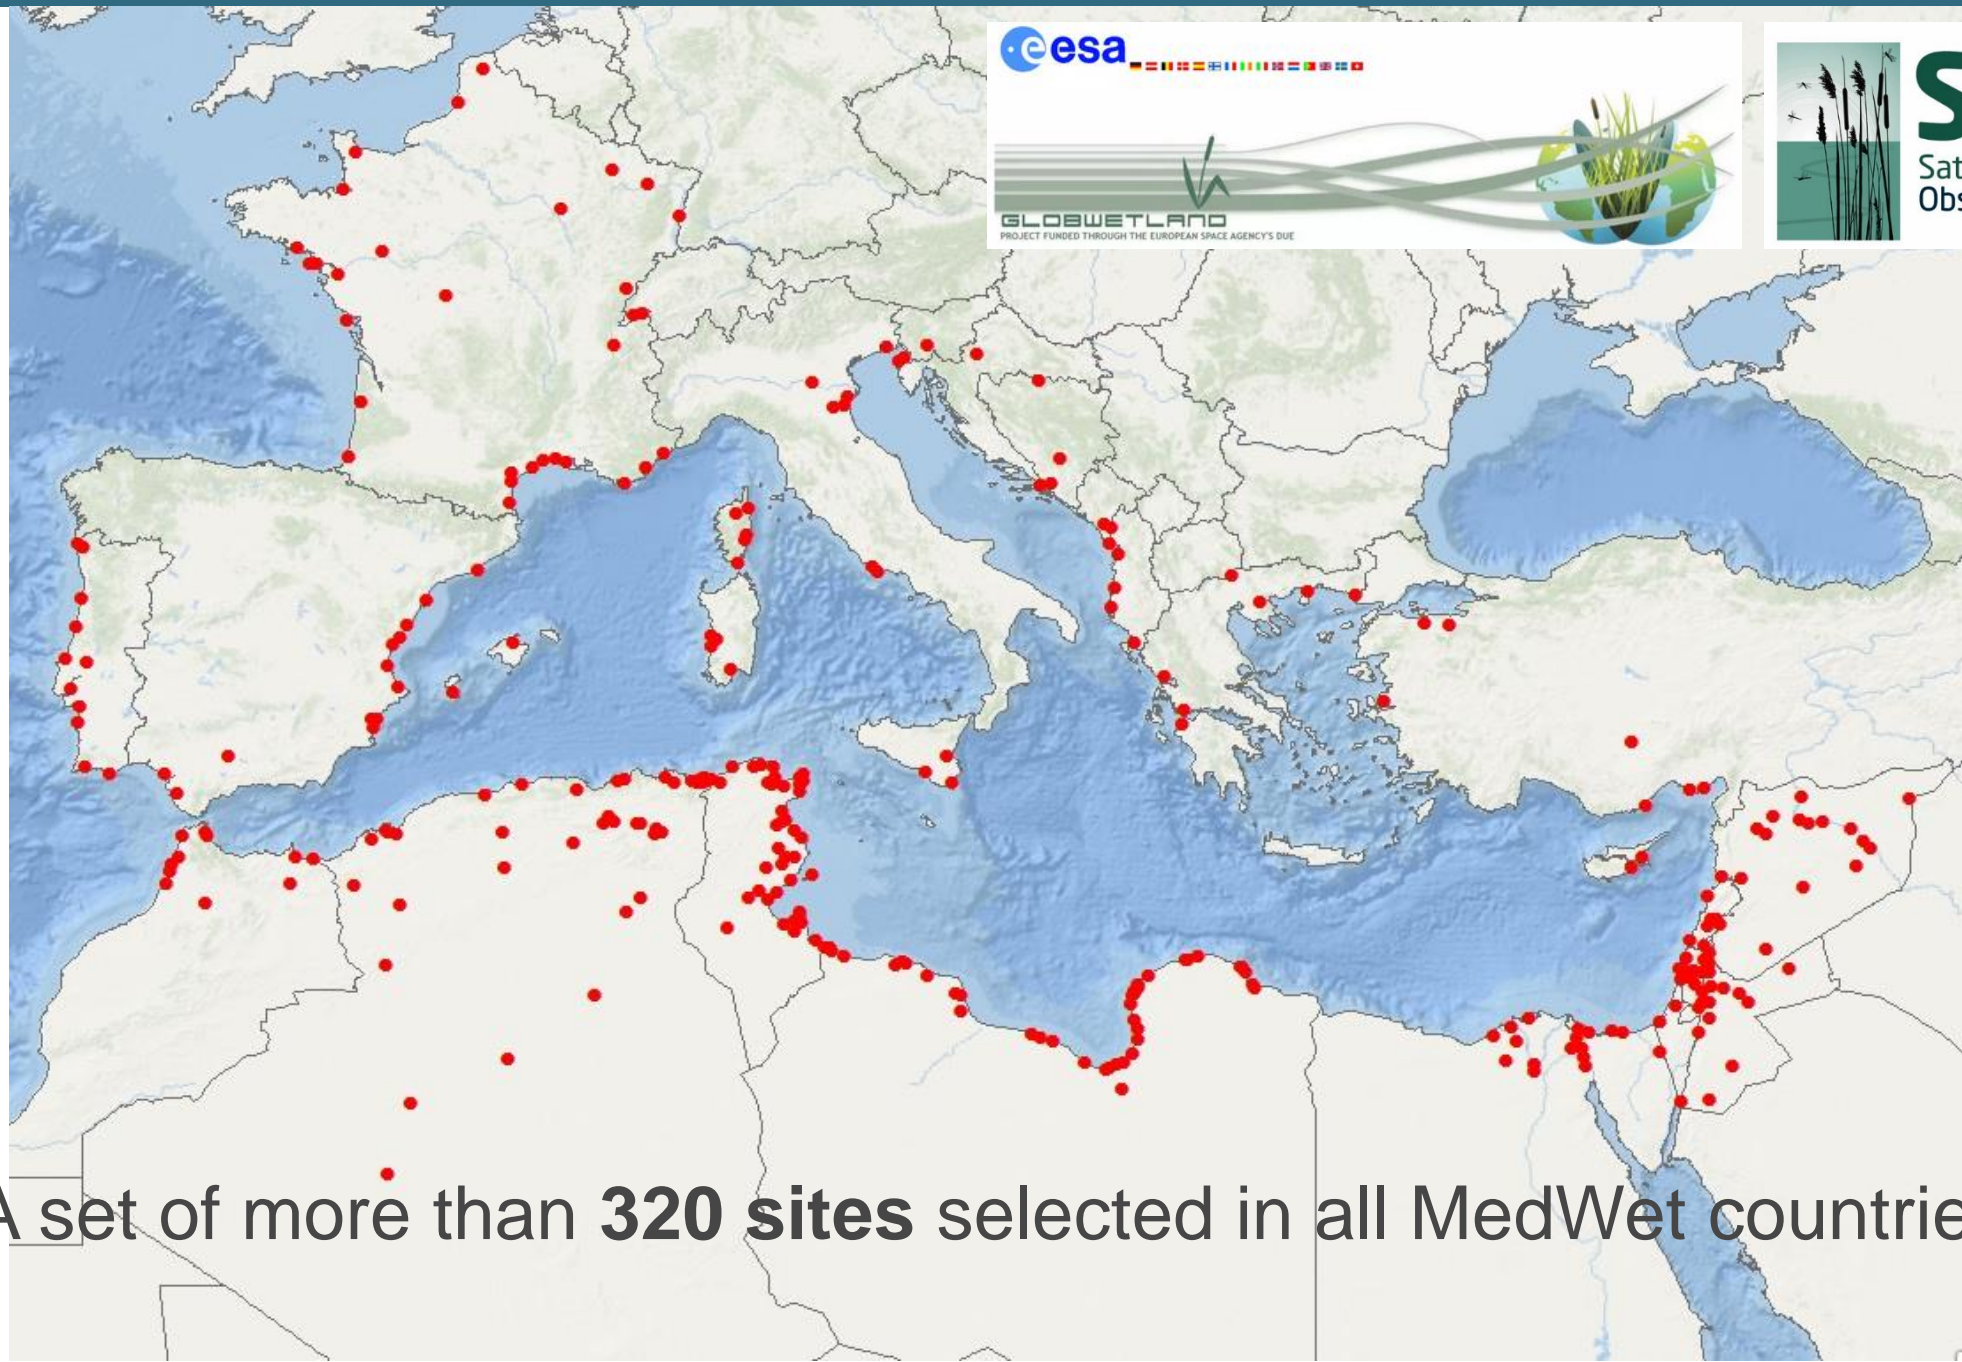 esa
GLOBWETLAND
PROJECT FUNDED THROUGH THE EUROPEAN SPACE AGENCY'S DUE
S
Sat
Obs
A set of more than 320 sites selected in all MedWet countrie